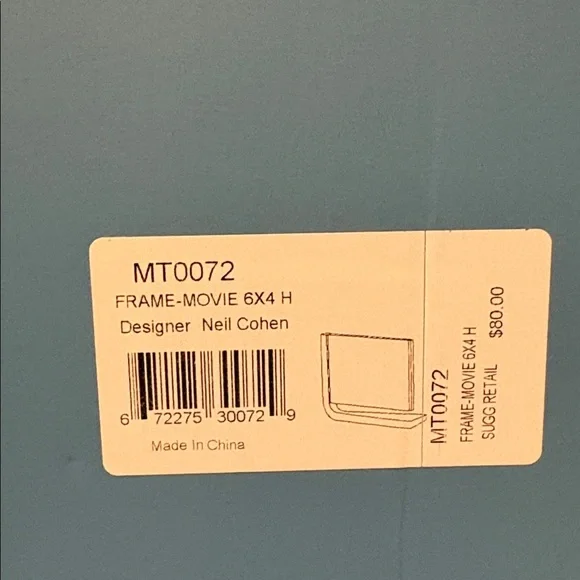 MT0072
FRAME-MOVIE 6X4 H
Designer Neil Cohen
6 72275 30072 9
Made In China
MT0072
FRAME-MOVIE 6X4 H
SUGG RETAIL $80.00